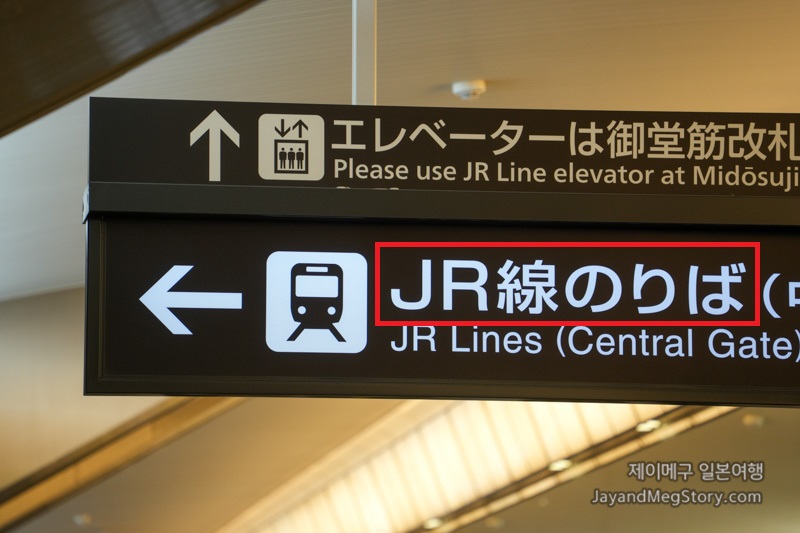 エレベーターは御堂筋改札
Please use JR Line elevator at Midōsuji
JR線のりば(中
JR Lines (Central Gate)
제이메구 일본여행
JayandMegStory.com